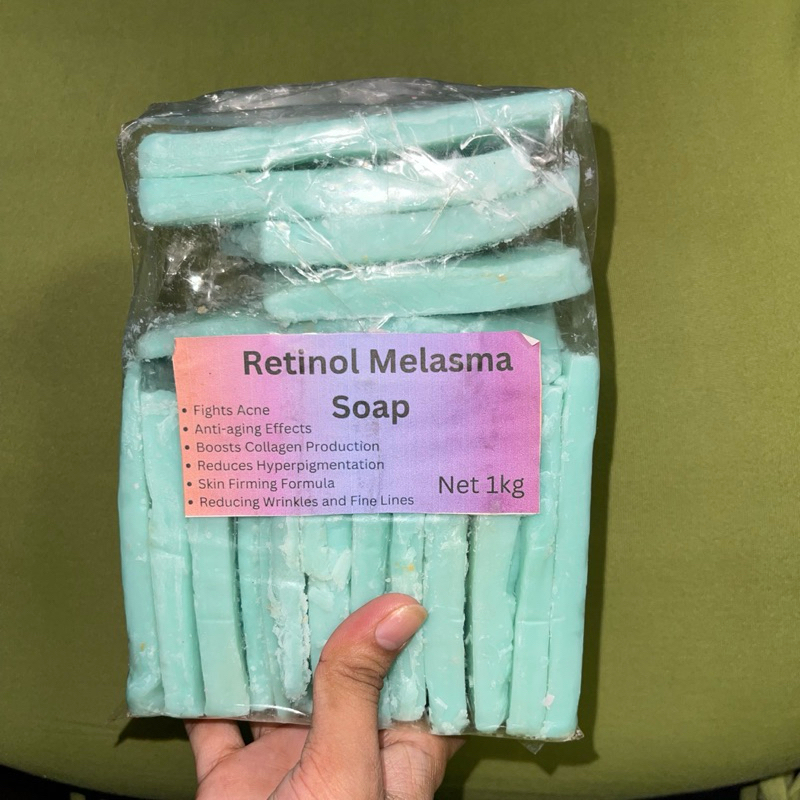 Retinol Melasma
Soap
• Fights Acne
• Anti-aging Effects
• Boosts Collagen Production
• Reduces Hyperpigmentation
• Skin Firming Formula
• Reducing Wrinkles and Fine Lines
Net 1kg